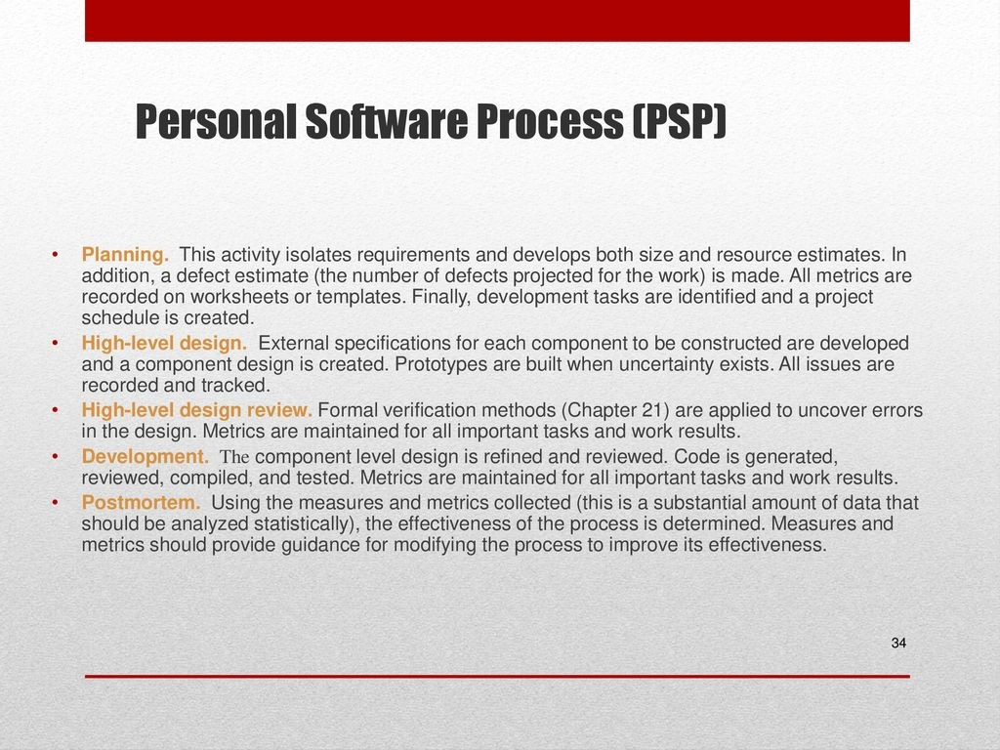 Personal Software Process (PSP)
• Planning. This activity isolates requirements and develops both size and resource estimates. In
addition, a defect estimate (the number of defects projected for the work) is made. All metrics are
recorded on worksheets or templates. Finally, development tasks are identified and a project
schedule is created.
• High-level design. External specifications for each component to be constructed are developed
and a component design is created. Prototypes are built when uncertainty exists. All issues are
recorded and tracked.
• High-level design review. Formal verification methods (Chapter 21) are applied to uncover errors
in the design. Metrics are maintained for all important tasks and work results.
• Development. The component level design is refined and reviewed. Code is generated,
reviewed, compiled, and tested. Metrics are maintained for all important tasks and work results.
• Postmortem. Using the measures and metrics collected (this is a substantial amount of data that
should be analyzed statistically), the effectiveness of the process is determined. Measures and
metrics should provide guidance for modifying the process to improve its effectiveness.
34